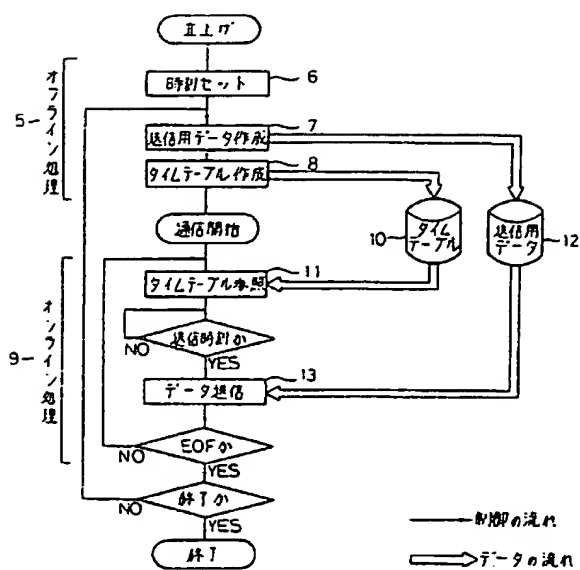 立上げ
時刻セット
6
オフライン処理
5
送信用データ作成
7
タイムテーブル作成
8
通信開始
10
タイム
テーブル
送信用
データ
12
オンライン処理
9
タイムテーブル参照
11
送信時刻か
NO
YES
データ送信
13
EOFか
NO
YES
終了か
NO
YES
終了
制御の流れ
データの流れ